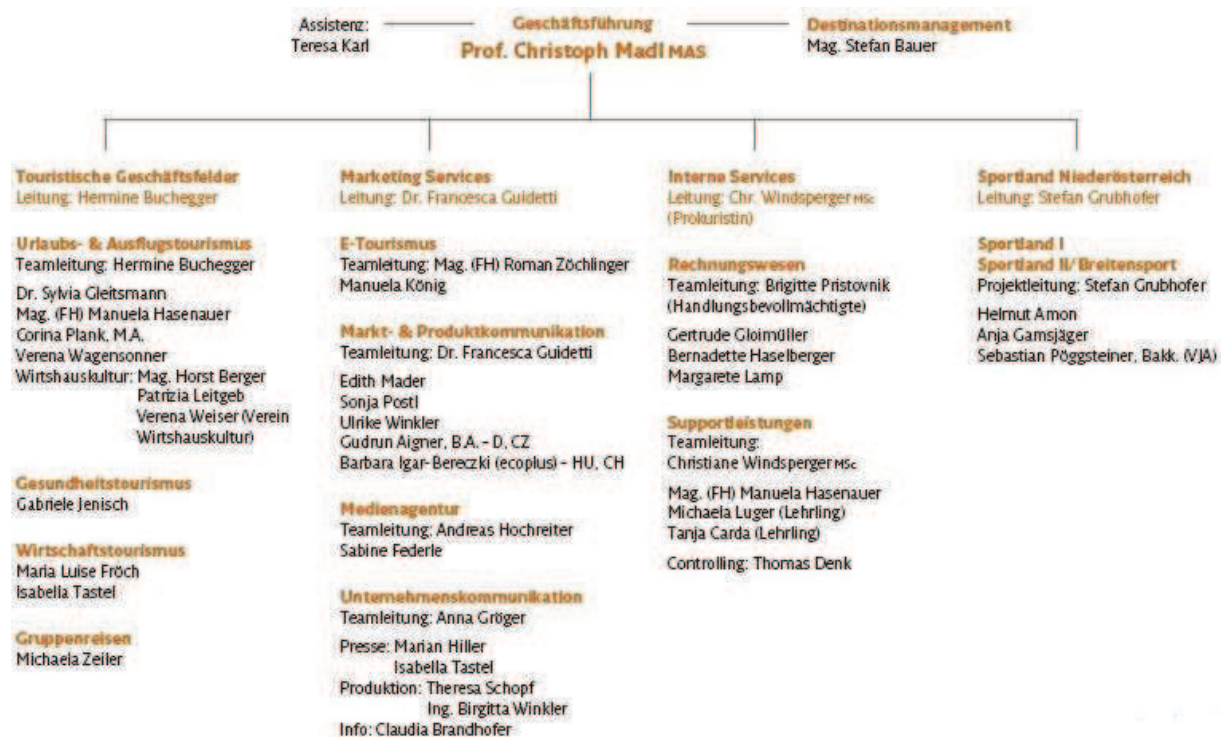 Assistenz:
Teresa Karl
Geschäftsführung
Prof. Christoph Madl MAS
Destinationsmanagement
Mag. Stefan Bauer
Touristische Geschäftsfelder
Leitung: Hermine Buchegger
Urlaubs- & Ausflugstourismus
Teamleitung: Hermine Buchegger
Dr. Sylvia Gleitsmann
Mag. (FH) Manuela Hasenauer
Corina Plank, M.A.
Verena Wagensonner
Wirtshauskultur: Mag. Horst Berger
Patrizia Leitgeb
Verena Weiser (Verein
Wirtshauskultur)
Gesundheitstourismus
Gabriele Jenisch
Wirtschaftstourismus
Maria Luise Fröch
Isabella Tastel
Gruppenreisen
Michaela Zeiler
Marketing Services
Leitung: Dr. Francesca Guidetti
E-Tourismus
Teamleitung: Mag. (FH) Roman Zöchlinger
Manuela König
Markt- & Produktkommunikation
Teamleitung: Dr. Francesca Guidetti
Edith Mader
Sonja Postl
Ulrike Winkler
Gudrun Aigner, B.A. – D, CZ
Barbara Igar-Bereczki (ecoplus) – HU, CH
Medienagentur
Teamleitung: Andreas Hochreiter
Sabine Federle
Unternehmenskommunikation
Teamleitung: Anna Gröger
Presse: Marian Hiller
Isabella Tastel
Produktion: Theresa Schopf
Ing. Birgitta Winkler
Info: Claudia Brandhofer
Interne Services
Leitung: Chr. Windsperger MSc
(Prokuristin)
Rechnungswesen
Teamleitung: Brigitte Pristovnik
(Handlungsbevollmächtigte)
Gertrude Gloimüller
Bernadette Haselberger
Margarete Lamp
Supportleistungen
Teamleitung:
Christiane Windsperger MSc
Mag. (FH) Manuela Hasenauer
Michaela Luger (Lehrling)
Tanja Carda (Lehrling)
Controlling: Thomas Denk
Sportland Niederösterreich
Leitung: Stefan Grubhofer
Sportland I
Sportland II/Breitensport
Projektleitung: Stefan Grubhofer
Helmut Amon
Anja Gamsjäger
Sebastian Pöggsteiner, Bakk. (VJA)